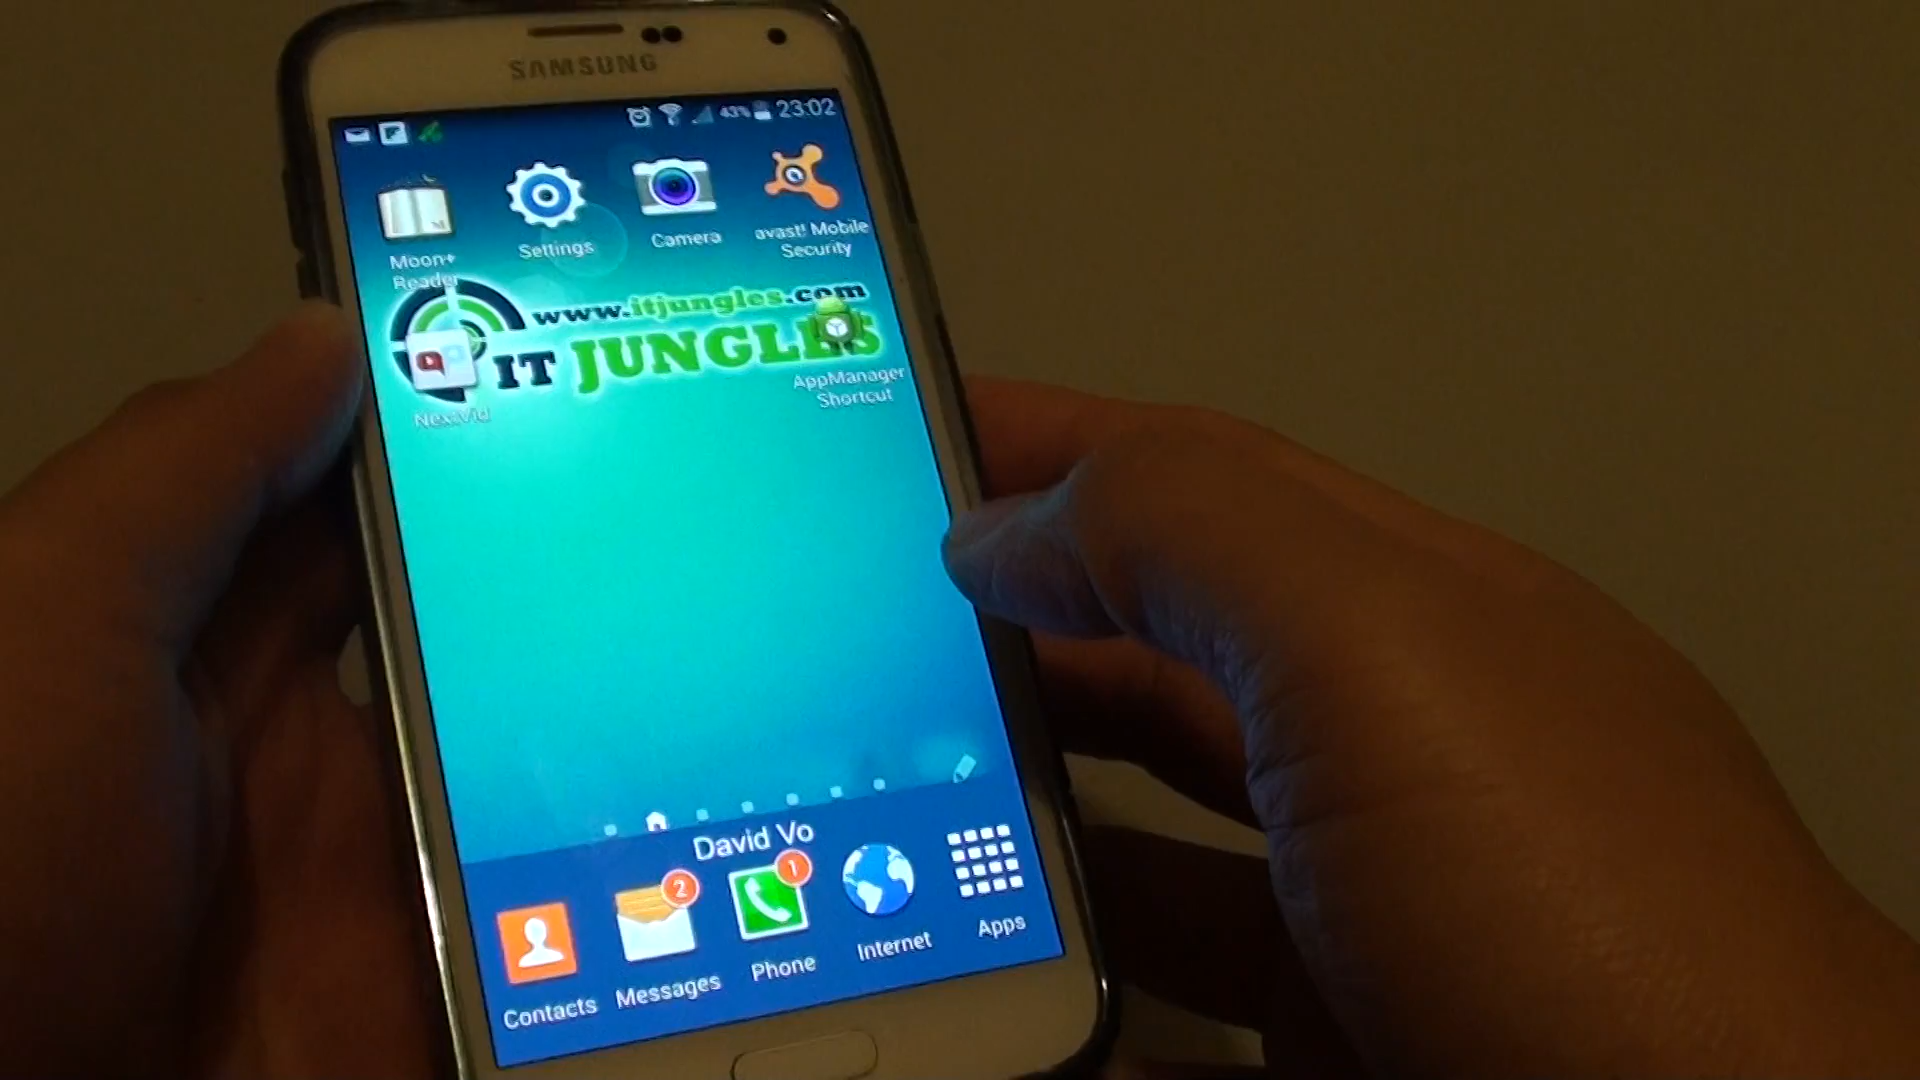 SAMSUNG
43% 23:02
Moon+
Reader
Settings
Camera
avast! Mobile
Security
www.itjungles.com
IT JUNGLES
NextVid
AppManager
Shortcut
David Vo
2
1
Contacts
Messages
Phone
Internet
Apps